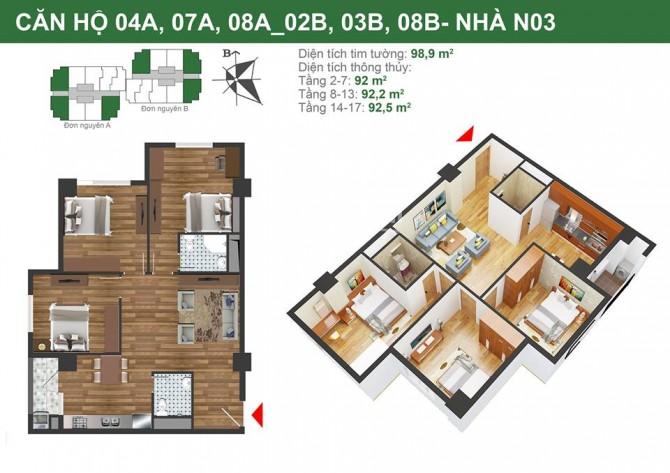 CĂN HỘ 04A, 07A, 08A_02B, 03B, 08B- NHÀ N03
B
Diện tích tim tường: 98,9 m²
Diện tích thông thủy:
Tầng 2-7: 92 m²
Tầng 8-13: 92,2 m²
Tầng 14-17: 92,5 m²
Đơn nguyên B
Đơn nguyên A